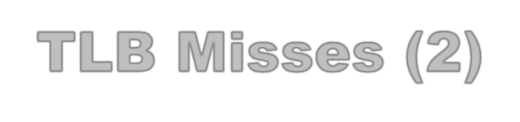 TLB Misses (2)